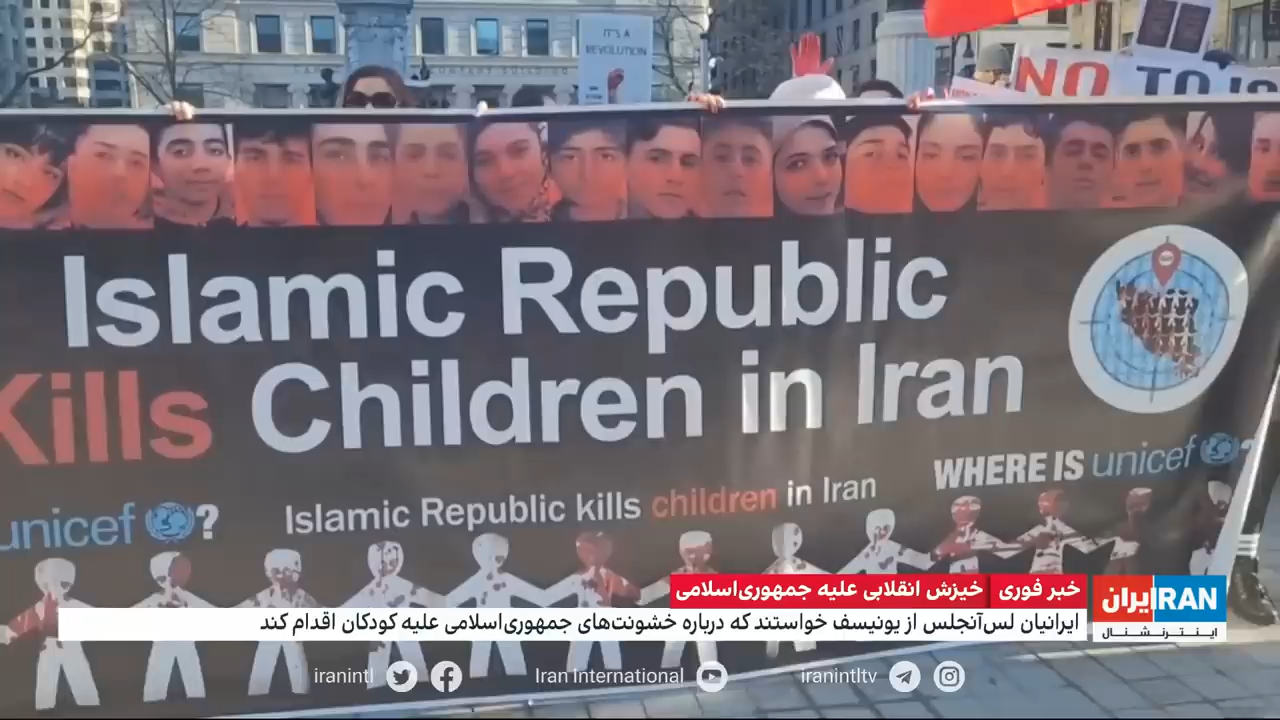 IT'S A
REVOLUTION
NO TO
Islamic Republic
Kills Children in Iran
WHERE IS unicef ?
unicef ?
Islamic Republic kills children in Iran
خبر فوری
خیزش انقلابی علیه جمهوری‌اسلامی
ایرانیان لس‌آنجلس از یونیسف خواستند که درباره خشونت‌های جمهوری‌اسلامی علیه کودکان اقدام کند
ایران IRAN
اینترنشنال
iranintl
Iran International
iranintltv